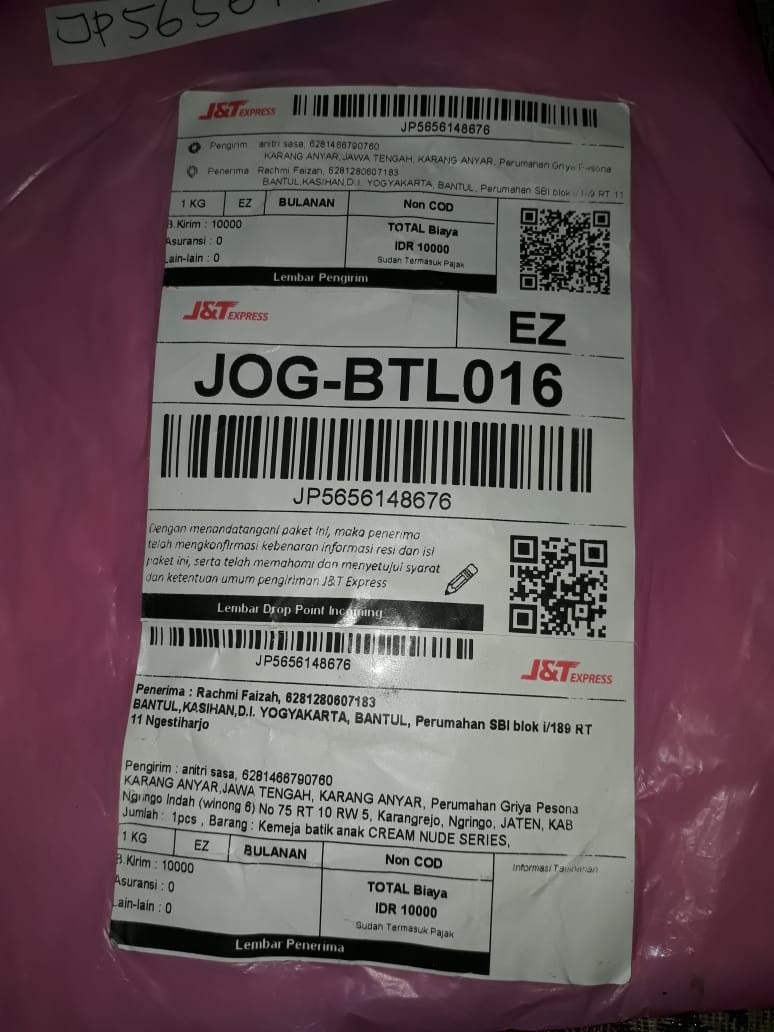 JP5656
J&T EXPRESS
JP5656148676
Pengirim anitri sasa, 6281466790760
KARANG ANYAR,JAWA TENGAH, KARANG ANYAR, Perumahan Griya Pesona
Penerima Rachmi Faizah, 6281280607183
BANTUL,KASIHAN,D.I. YOGYAKARTA, BANTUL, Perumahan SBI blok i/189 RT 11
1 KG EZ BULANAN Non COD
B.Kirim : 10000
Asuransi : 0
Lain-lain : 0
TOTAL Biaya
IDR 10000
Sudah Termasuk Pajak
Lembar Pengirim
J&T EXPRESS
EZ
JOG-BTL016
JP5656148676
Dengan menandatangani paket ini, maka penerima
telah mengkonfirmasi kebenaran informasi resi dan isi
paket ini, serta telah memahami dan menyetujui syarat
dan ketentuan umum pengiriman J&T Express
Lembar Drop Point Incoming
JP5656148676
J&T EXPRESS
Penerima : Rachmi Faizah, 6281280607183
BANTUL,KASIHAN,D.I. YOGYAKARTA, BANTUL, Perumahan SBI blok i/189 RT
11 Ngestiharjo
Pengirim : anitri sasa, 6281466790760
KARANG ANYAR,JAWA TENGAH, KARANG ANYAR, Perumahan Griya Pesona
Ngringo Indah (winong 6) No 75 RT 10 RW 5, Karangrejo, Ngringo, JATEN, KAB
Jumlah : 1pcs , Barang : Kemeja batik anak CREAM NUDE SERIES,
1 KG EZ BULANAN Non COD
Informasi Tambahan
B.Kirim : 10000
Asuransi : 0
Lain-lain : 0
TOTAL Biaya
IDR 10000
Sudah Termasuk Pajak
Lembar Penerima